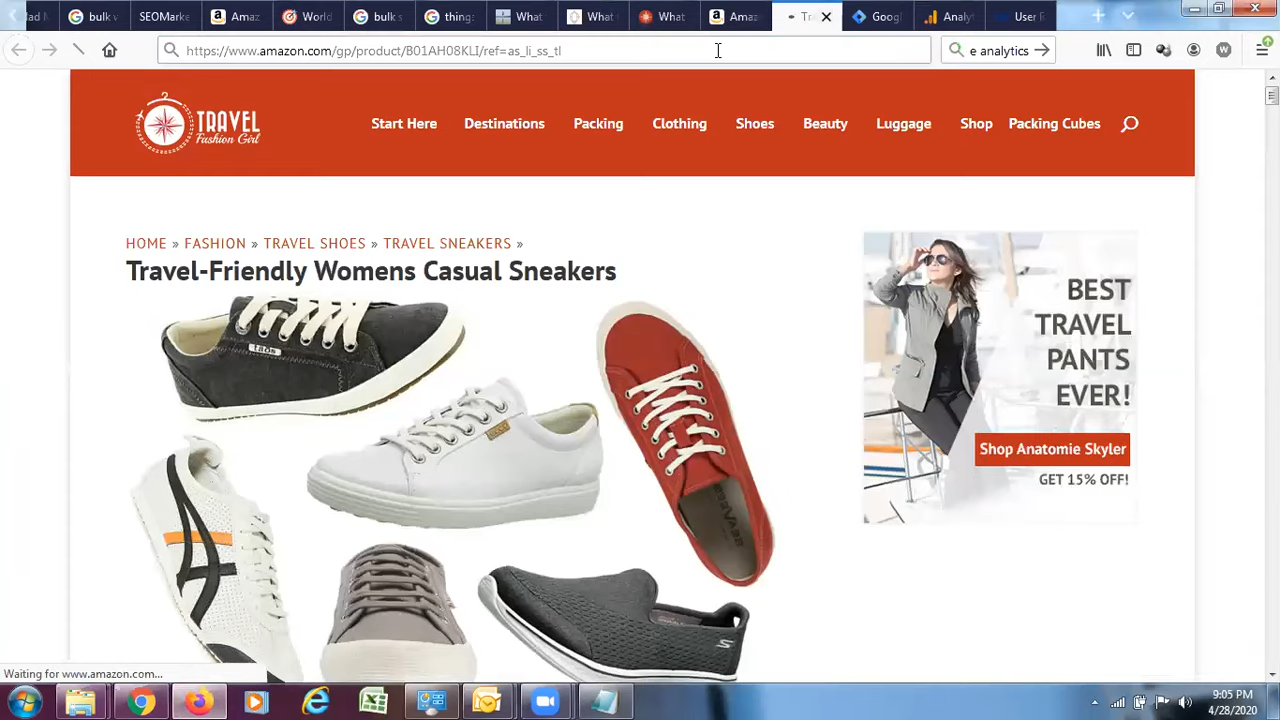 bulk v
SEOMarke
Amaz
World
bulk s
thing:
What
What
What
Amaz
Tr
Googl
Analyt
User R
https://www.amazon.com/gp/product/B01AH08KLI/ref=as_li_ss_tl
e analytics
TRAVEL
Fashion Girl
Start Here
Destinations
Packing
Clothing
Shoes
Beauty
Luggage
Shop
Packing Cubes
HOME » FASHION » TRAVEL SHOES » TRAVEL SNEAKERS »
Travel-Friendly Womens Casual Sneakers
taos
BEST
TRAVEL
PANTS
EVER!
Shop Anatomie Skyler
GET 15% OFF!
Waiting for www.amazon.com...
9:05 PM
4/28/2020